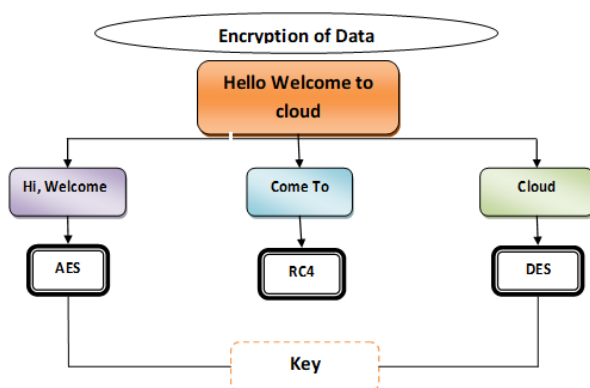 Encryption of Data
Hello Welcome to
cloud
Hi, Welcome
Come To
Cloud
AES
RC4
DES
Key